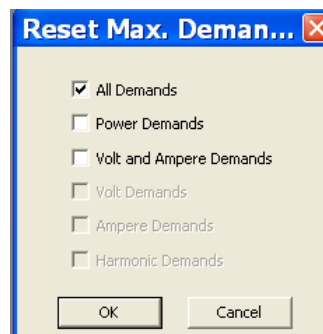 Reset Max. Deman...
All Demands
Power Demands
Volt and Ampere Demands
Volt Demands
Ampere Demands
Harmonic Demands
OK
Cancel